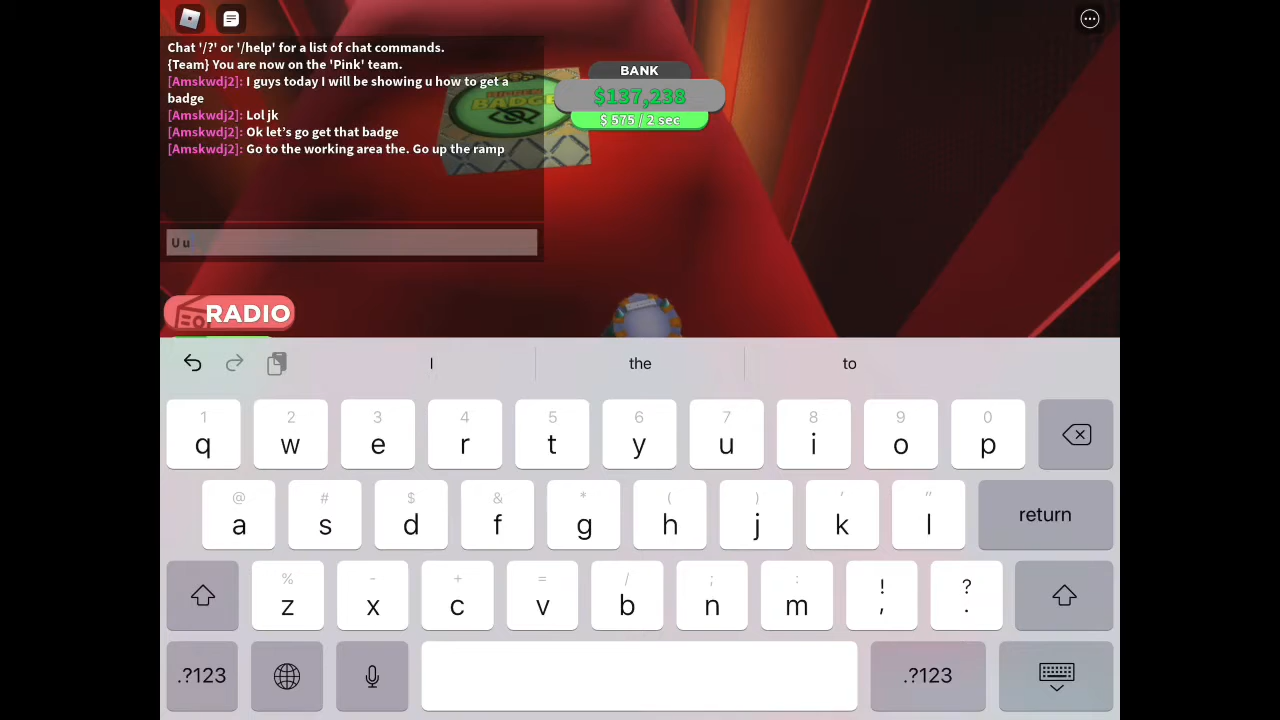 Chat '/?' or '/help' for a list of chat commands.
{Team} You are now on the 'Pink' team.
[Amskwdj2]: I guys today I will be showing u how to get a
badge
[Amskwdj2]: Lol jk
[Amskwdj2]: Ok let's go get that badge
[Amskwdj2]: Go to the working area the. Go up the ramp
BADGE
BANK
$137,238
$ 575 / 2 sec
U u
RADIO
I the to
1 2 3 4 5 6 7 8 9 0
q w e r t y u i o p
@ # $ & * ( ) ' "
a s d f g h j k l return
% - + = / ; : ! ?
z x c v b n m , .
.?123 .?123